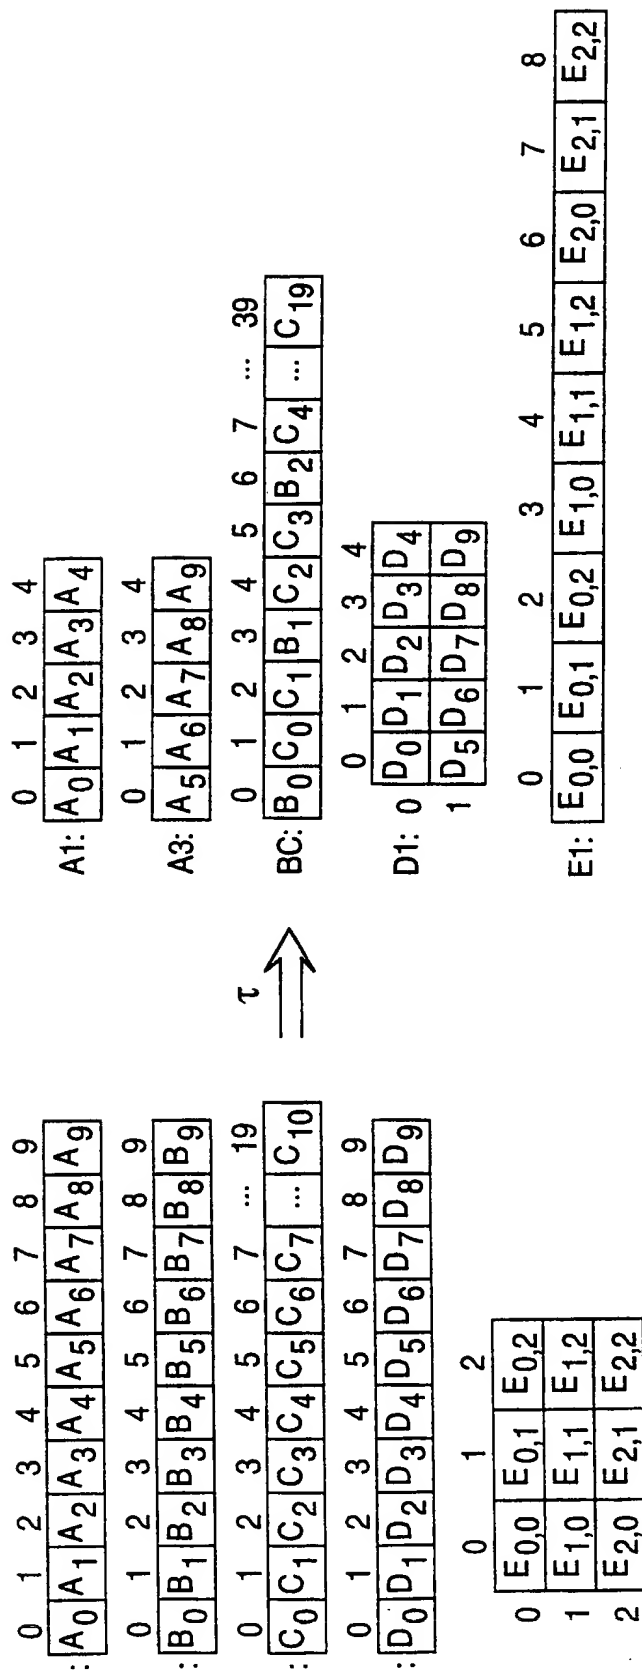 0 1 2 3 4 5 6 7 8 9
: A0 A1 A2 A3 A4 A5 A6 A7 A8 A9
0 1 2 3 4 5 6 7 8 9
: B0 B1 B2 B3 B4 B5 B6 B7 B8 B9
0 1 2 3 4 5 6 7 ... 19
: C0 C1 C2 C3 C4 C5 C6 C7 ... C10
0 1 2 3 4 5 6 7 8 9
: D0 D1 D2 D3 D4 D5 D6 D7 D8 D9
0 1 2
0 E0,0 E0,1 E0,2
1 E1,0 E1,1 E1,2
2 E2,0 E2,1 E2,2
τ
0 1 2 3 4
A1: A0 A1 A2 A3 A4
0 1 2 3 4
A3: A5 A6 A7 A8 A9
0 1 2 3 4 5 6 7 ... 39
BC: B0 C0 C1 B1 C2 C3 B2 C4 ... C19
0 1 2 3 4
D1: 0 D0 D1 D2 D3 D4
1 D5 D6 D7 D8 D9
0 1 2 3 4 5 6 7 8
E1: E0,0 E0,1 E0,2 E1,0 E1,1 E1,2 E2,0 E2,1 E2,2